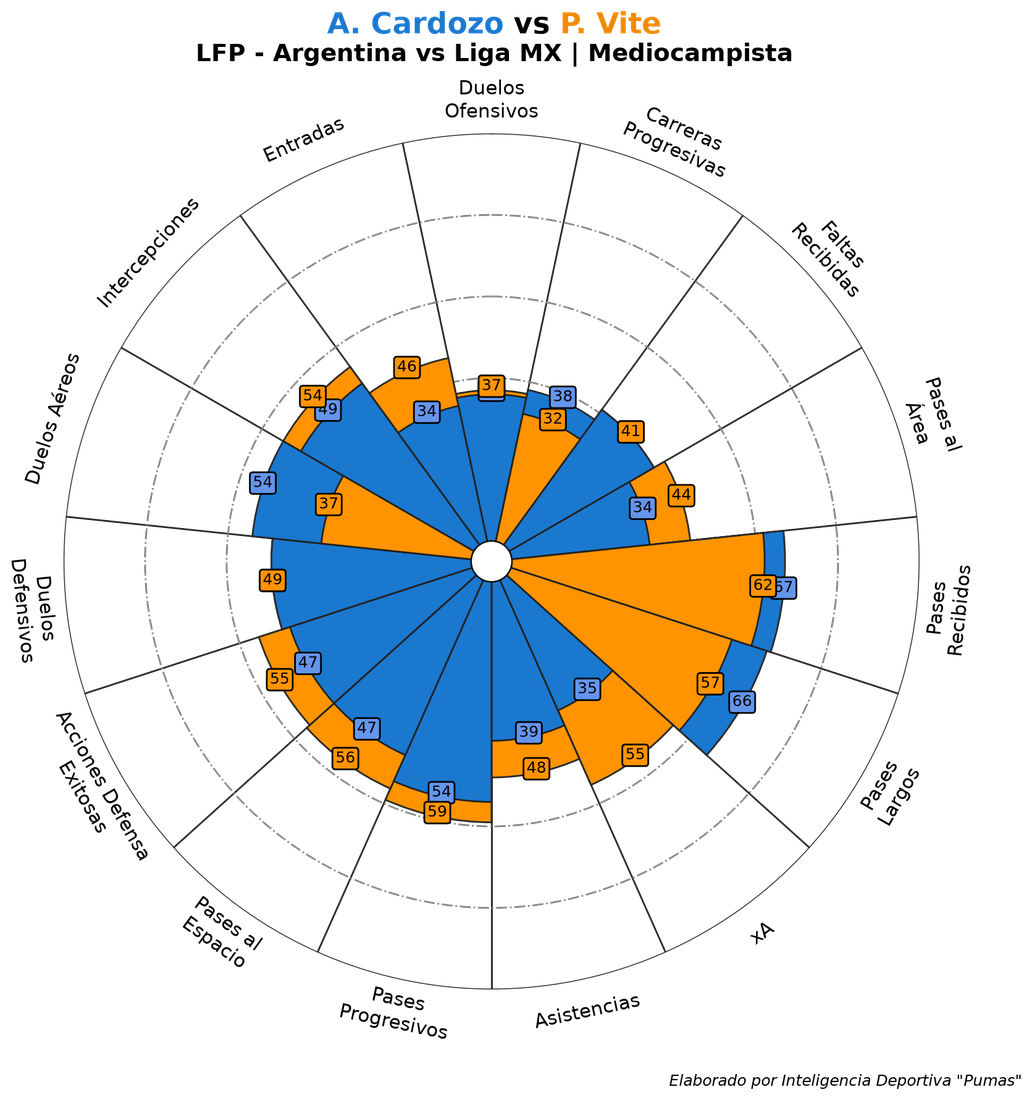 A. Cardozo vs P. Vite
LFP - Argentina vs Liga MX | Mediocampista
Duelos
Ofensivos
Carreras
Progresivas
Faltas
Recibidas
Pases al
Área
Pases
Recibidos
Pases
Largos
xA
Asistencias
Pases
Progresivos
Pases al
Espacio
Acciones Defensa
Exitosas
Duelos
Defensivos
Duelos Aéreos
Intercepciones
Entradas
37
38
32
41
34
44
62
67
57
66
35
55
39
48
54
59
47
56
47
55
49
54
37
54
49
46
34
Elaborado por Inteligencia Deportiva "Pumas"